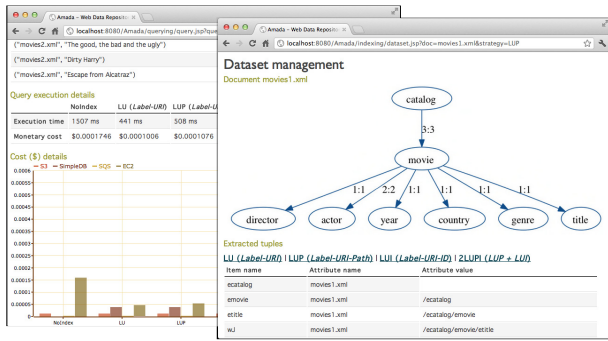 Amada - Web Data Reposito
localhost:8080/Amada/querying/query.jsp?que
("movies2.xml", "The good, the bad and the ugly")
("movies2.xml", "Dirty Harry")
("movies2.xml", "Escape from Alcatraz")
Query execution details
NoIndex LU (Label-URI) LUP (Label-U
Execution time 1507 ms 441 ms 508 ms
Monetary cost $0.0001746 $0.0001006 $0.0001076
Cost ($) details
S3 SimpleDB SQS EC2
0.0006
0.00055
0.0005
0.00045
0.0004
0.00035
0.0003
0.00025
0.0002
0.00015
0.0001
0.00005
0
NoIndex LU LUP
Amada - Web Data Reposito
localhost:8080/Amada/indexing/dataset.jsp?doc=movies1.xml&strategy=LUP
Dataset management
Document movies1.xml
catalog
3:3
movie
1:1 2:2 1:1 1:1 1:1 1:1
director actor year country genre title
Extracted tuples
LU (Label-URI) | LUP (Label-URI-Path) | LUI (Label-URI-ID) | 2LUPI (LUP + LUI)
Item name Attribute name Attribute value
ecatalog movies1.xml
emovie movies1.xml /ecatalog
etitle movies1.xml /ecatalog/emovie
movies1.xml /ecatalog/emovie/etitle